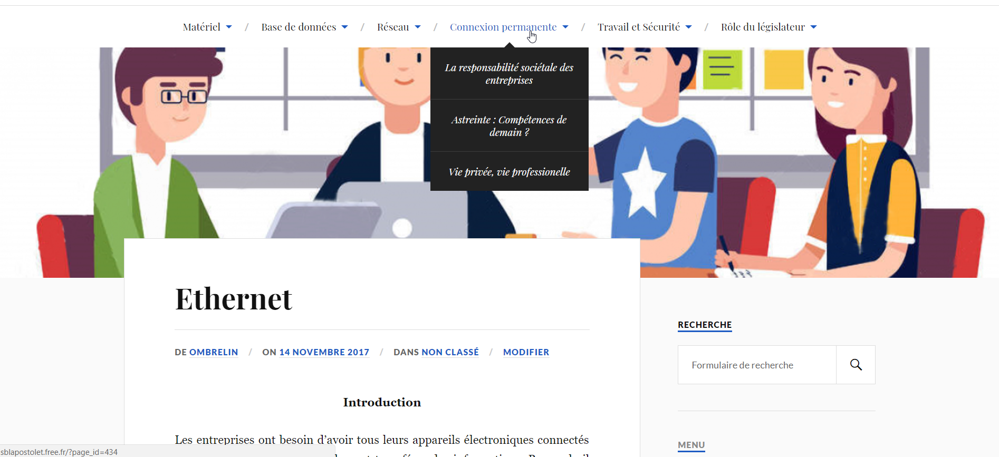 Matériel / Base de données / Réseau / Connexion permanente / Travail et Sécurité / Rôle du législateur
La responsabilité sociétale des
entreprises
Astreinte : Compétences de
demain ?
Vie privée, vie professionelle
Ethernet
DE OMBRELIN / ON 14 NOVEMBRE 2017 / DANS NON CLASSÉ / MODIFIER
RECHERCHE
Formulaire de recherche
Introduction
Les entreprises ont besoin d’avoir tous leurs appareils électroniques connectés
MENU
sblapostolet.free.fr/?page_id=434